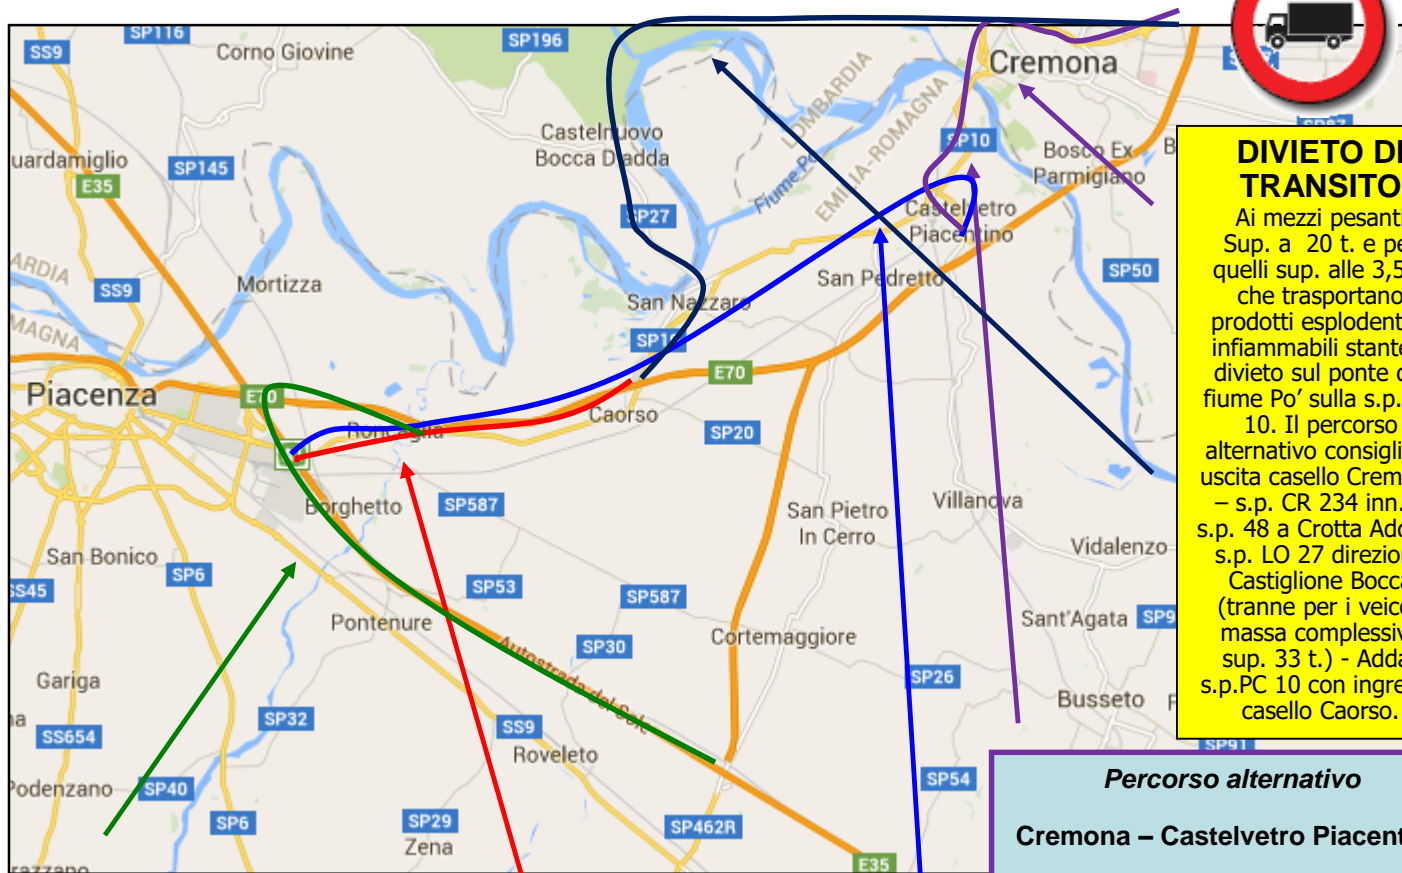 SS9
SP116
Corno Giovine
SP196
Cremona
LOMBARDIA
EMILIA-ROMAGNA
Castelnuovo
Bocca D'adda
SP10
Fiume Po
uardamiglio
SP145
E35
Bosco Ex
Parmigiano
SP27
Castelvetro
Piacentino
ARDIA
SS9
Mortizza
San Pedretto
SP50
San Nazzaro
MAGNA
Piacenza
E70
E70
Caorso
SP20
Roncaglia
Borghetto
SP587
San Pietro
In Cerro
Villanova
Vidalenzo
San Bonico
SP6
SS45
SP53
SP587
Pontenure
SP30
Cortemaggiore
Sant'Agata
SP9
Autostrada del Sole
Gariga
SP26
Busseto
SP32
SS9
SS654
Roveleto
SP91
Podenzano
SP40
SP54
SP6
SP29
Zena
SP462R
E35
DIVIETO DI
TRANSITO
Ai mezzi pesanti
Sup. a 20 t. e pe
quelli sup. alle 3,5
che trasportano
prodotti esplodent
infiammabili stante
divieto sul ponte d
fiume Po' sulla s.p.
10. Il percorso
alternativo consigli
uscita casello Crem
– s.p. CR 234 inn.
s.p. 48 a Crotta Add
s.p. LO 27 direzion
Castiglione Bocca
(tranne per i veico
massa complessiv
sup. 33 t.) - Adda
s.p.PC 10 con ingre
casello Caorso.
Percorso alternativo
Cremona – Castelvetro Piacent